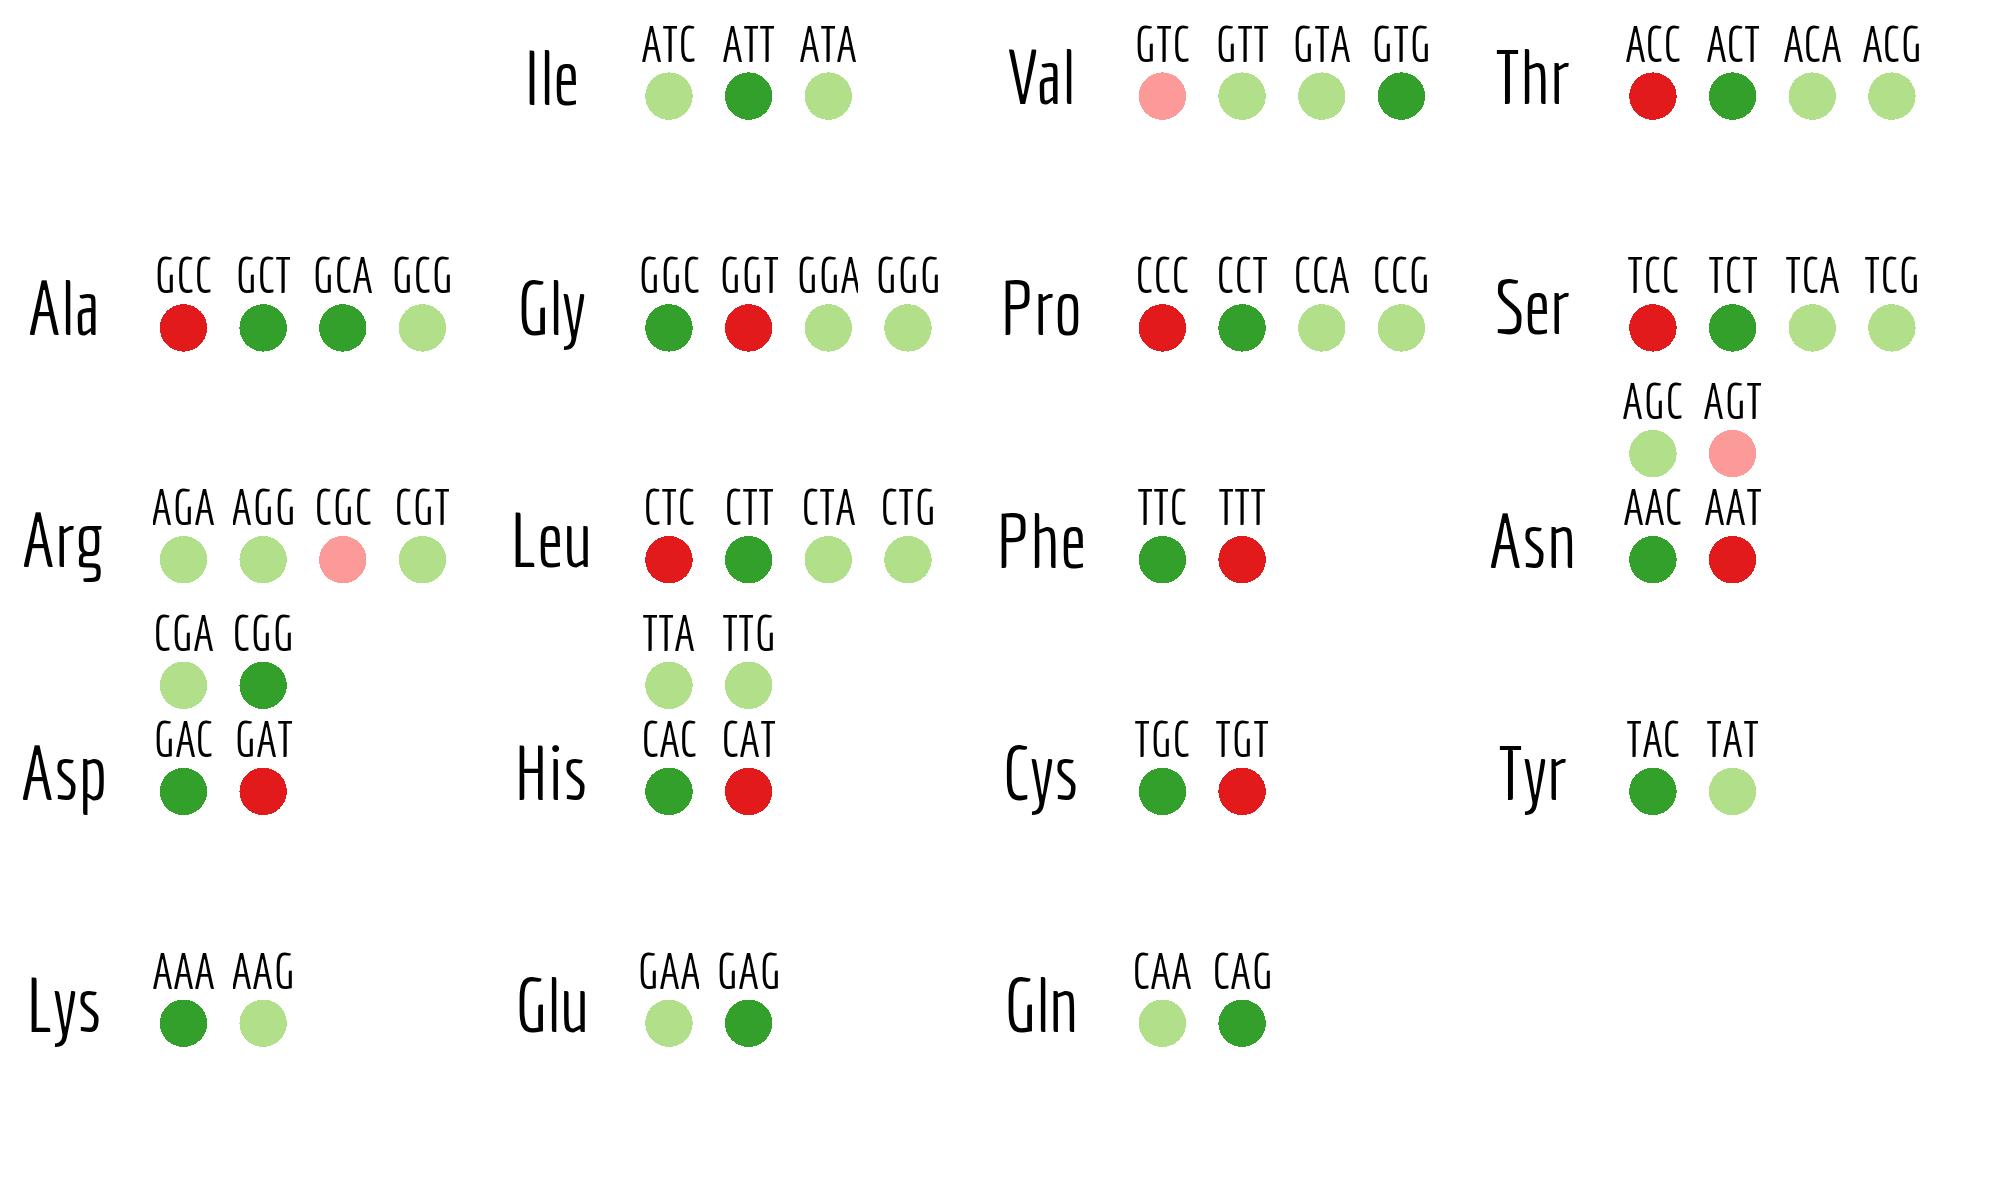 Ile ATC ATT ATA
Val GTC GTT GTA GTG
Thr ACC ACT ACA ACG
Ala GCC GCT GCA GCG
Gly GGC GGT GGA GGG
Pro CCC CCT CCA CCG
Ser TCC TCT TCA TCG
AGC AGT
Arg AGA AGG CGC CGT
CGA CGG
Leu CTC CTT CTA CTG
TTA TTG
Phe TTC TTT
Asn AAC AAT
Asp GAC GAT
His CAC CAT
Cys TGC TGT
Tyr TAC TAT
Lys AAA AAG
Glu GAA GAG
Gln CAA CAG